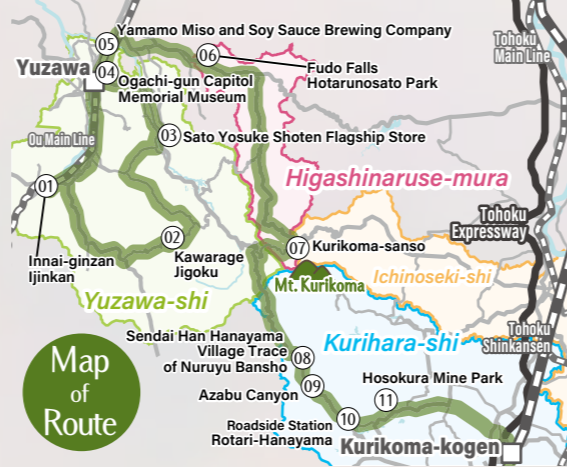 05
Yamamo Miso and Soy Sauce Brewing Company
06
Tohoku
Main Line
Yuzawa
04
Ogachi-gun Capitol
Memorial Museum
Fudo Falls
Hotarunosato Park
Ou Main Line
03
Sato Yosuke Shoten Flagship Store
01
Higashinaruse-mura
Innai-ginzan
Ijinkan
02
Kawarage
Jigoku
07
Kurikoma-sanso
Tohoku
Expressway
Mt. Kurikoma
Ichinoseki-shi
Yuzawa-shi
Sendai Han Hanayama
Village Trace
of Nuruyu Bansho
08
Kurihara-shi
Tohoku
Shinkansen
Map
of
Route
Azabu Canyon
09
Hosokura Mine Park
11
Roadside Station
Rotari-Hanayama
10
Kurikoma-kogen